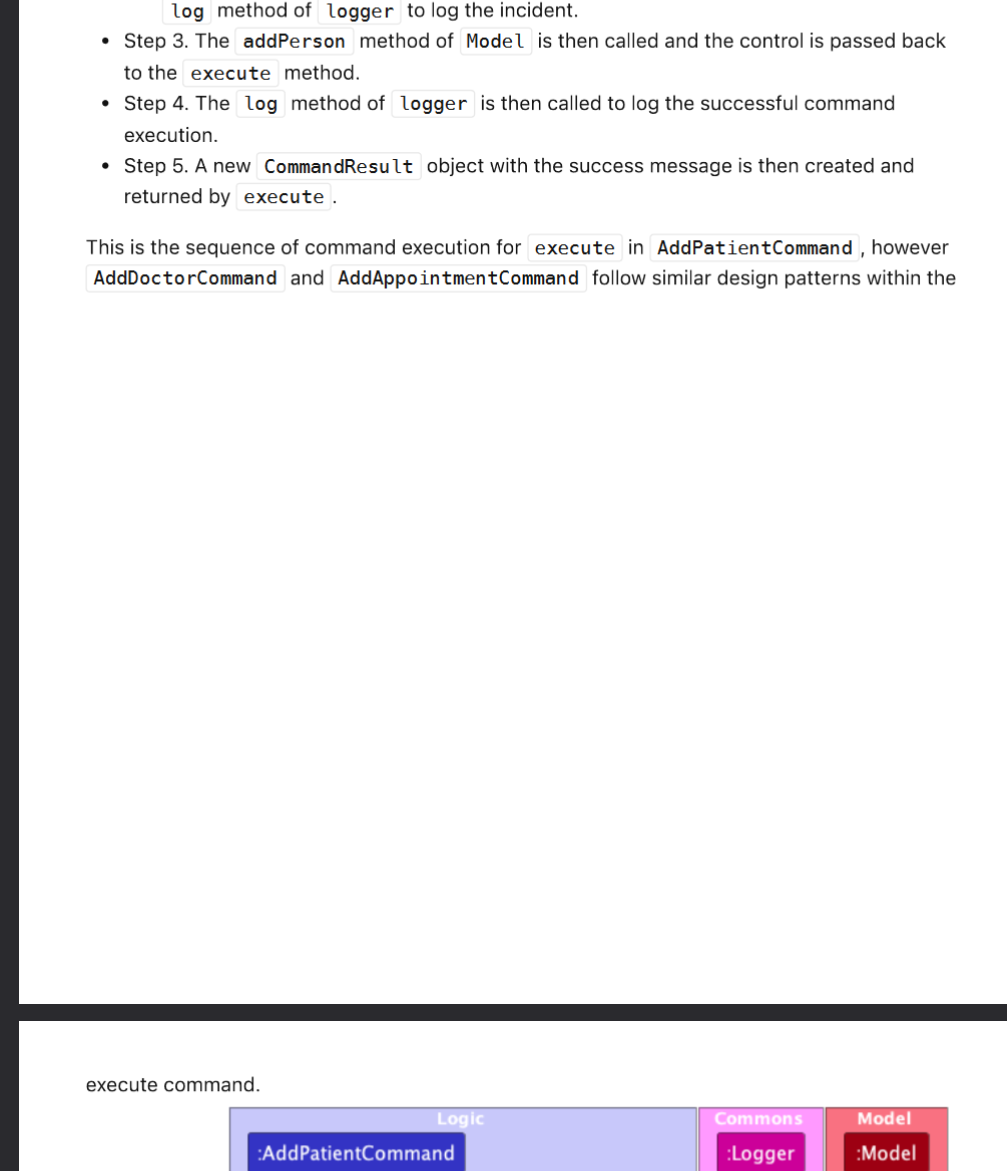 log method of logger to log the incident.
• Step 3. The addPerson method of Model is then called and the control is passed back
to the execute method.
• Step 4. The log method of logger is then called to log the successful command
execution.
• Step 5. A new CommandResult object with the success message is then created and
returned by execute.
This is the sequence of command execution for execute in AddPatientCommand, however
AddDoctorCommand and AddAppointmentCommand follow similar design patterns within the
execute command.
Logic Commons Model
:AddPatientCommand :Logger :Model